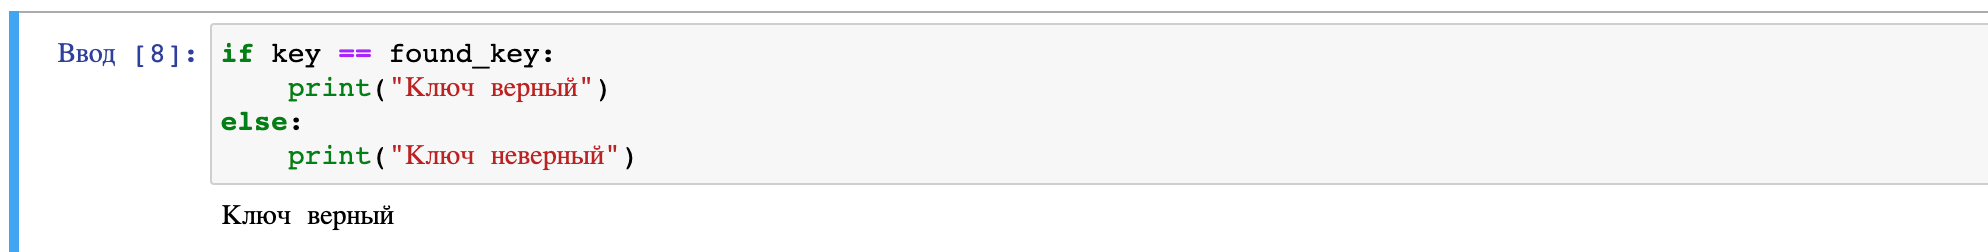 Ввод [8]: if key == found_key:
    print("Ключ верный")
else:
    print("Ключ неверный")
Ключ верный